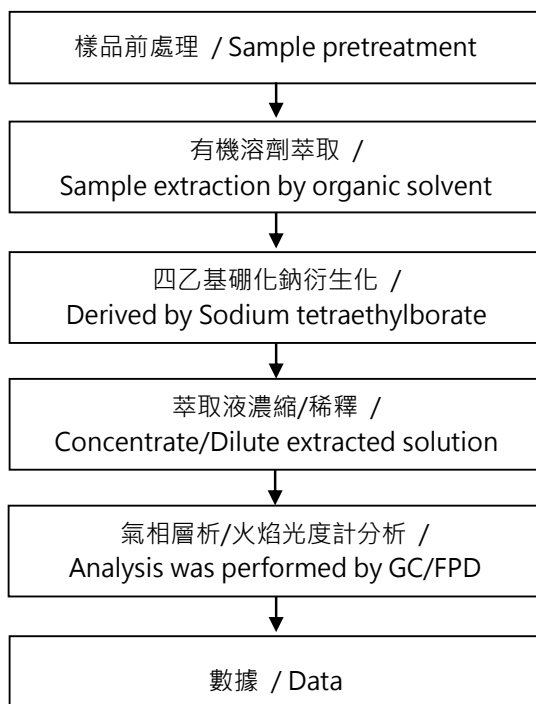 樣品前處理 / Sample pretreatment
有機溶劑萃取 /
Sample extraction by organic solvent
四乙基硼化鈉衍生化 /
Derived by Sodium tetraethylborate
萃取液濃縮/稀釋 /
Concentrate/Dilute extracted solution
氣相層析/火焰光度計分析 /
Analysis was performed by GC/FPD
數據 / Data